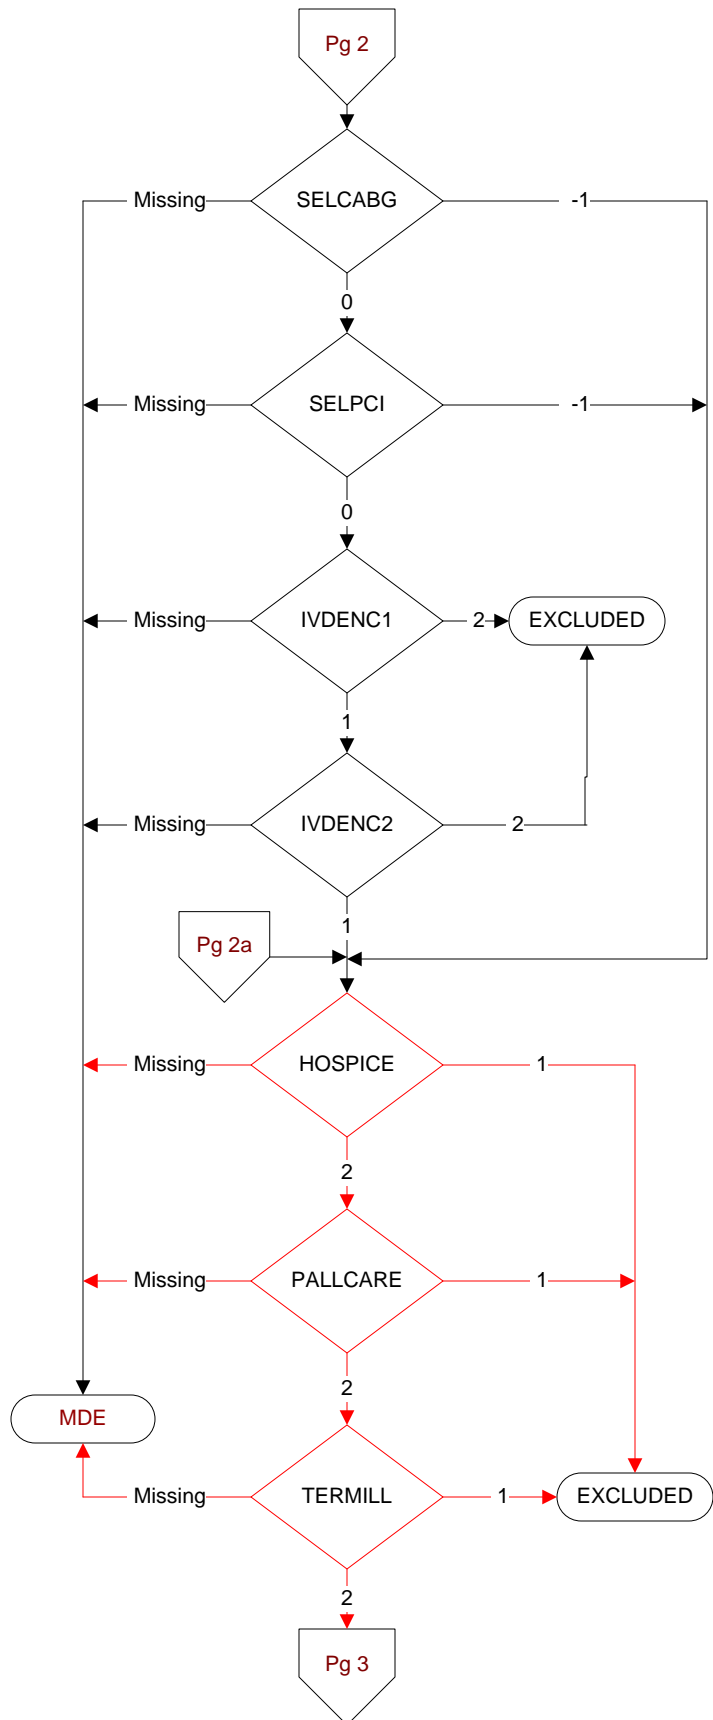 Pg 2
Missing
SELCABG
-1
0
Missing
SELPCI
-1
0
Missing
IVDENC1
2
EXCLUDED
1
Missing
IVDENC2
2
1
Pg 2a
Missing
HOSPICE
1
2
Missing
PALLCARE
1
2
MDE
Missing
TERMILL
1
EXCLUDED
2
Pg 3